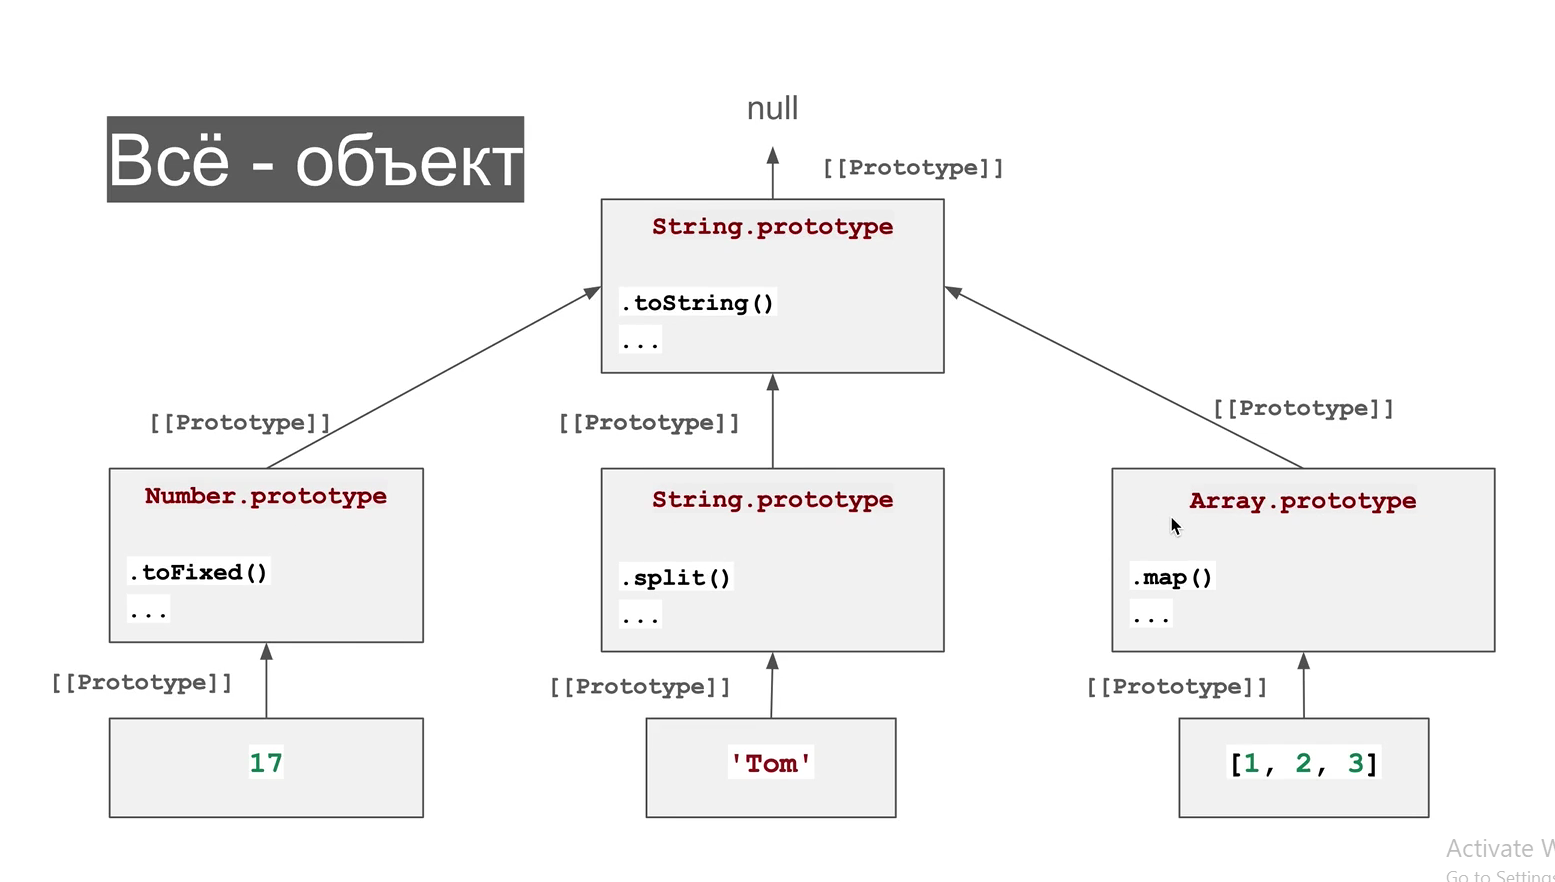 null
Всё - объект
[[Prototype]]
String.prototype
.toString()
...
[[Prototype]]
[[Prototype]]
[[Prototype]]
Number.prototype
.toFixed()
...
String.prototype
.split()
...
Array.prototype
.map()
...
[[Prototype]]
[[Prototype]]
[[Prototype]]
17
'Tom'
[1, 2, 3]
Activate W
Go to Settings